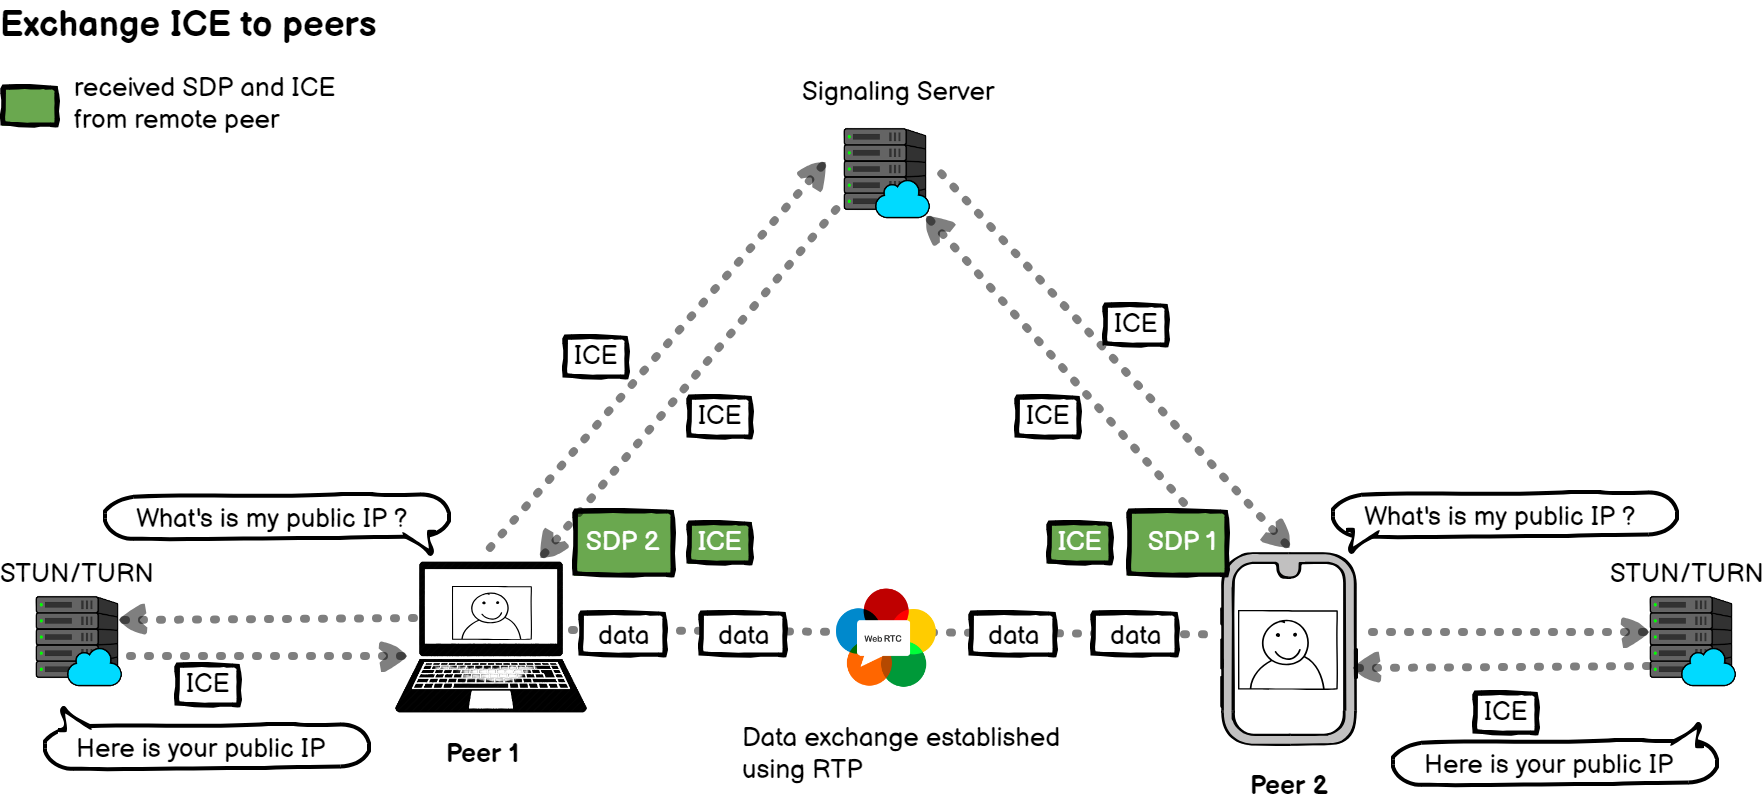 Exchange ICE to peers
received SDP and ICE
from remote peer
Signaling Server
ICE
ICE
ICE
ICE
What's is my public IP ?
What's is my public IP ?
SDP 2
ICE
ICE
SDP 1
STUN/TURN
STUN/TURN
data
data
Web RTC
data
data
ICE
ICE
Here is your public IP
Peer 1
Data exchange established
using RTP
Here is your public IP
Peer 2